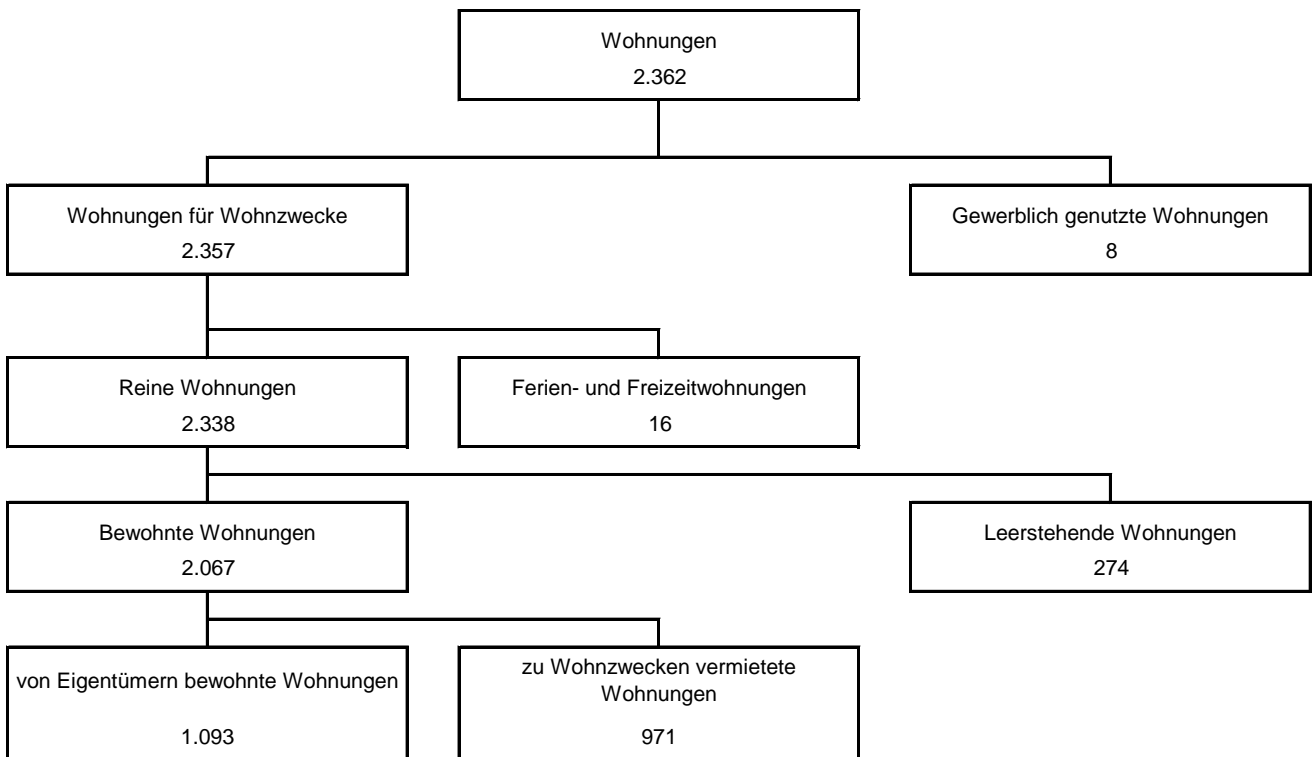 Wohnungen
2.362
Wohnungen für Wohnzwecke
2.357
Gewerblich genutzte Wohnungen
8
Reine Wohnungen
2.338
Ferien- und Freizeitwohnungen
16
Bewohnte Wohnungen
2.067
Leerstehende Wohnungen
274
von Eigentümern bewohnte Wohnungen
1.093
zu Wohnzwecken vermietete
Wohnungen
971